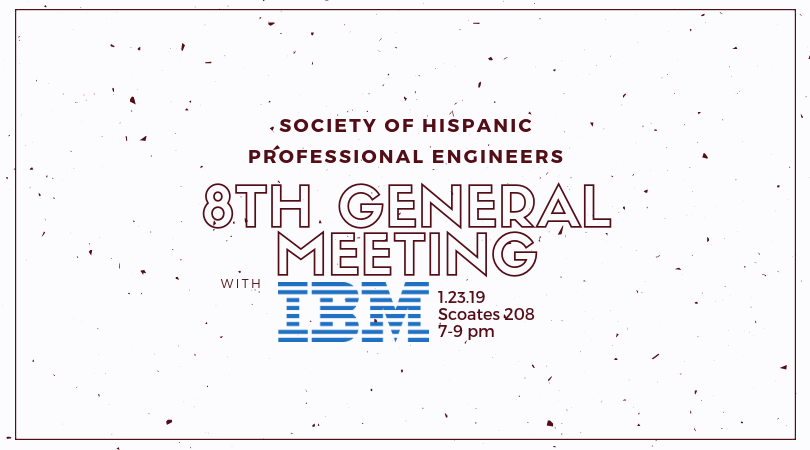 SOCIETY OF HISPANIC
PROFESSIONAL ENGINEERS
8TH GENERAL
MEETING
WITH
IBM
1.23.19
Scoates 208
7-9 pm